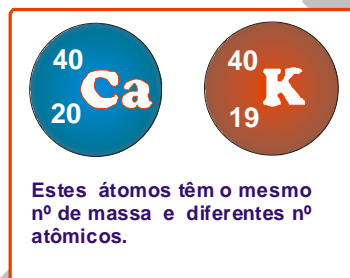 40 40
Ca K
20 19
Estes átomos têm o mesmo
nº de massa e diferentes nº
atômicos.